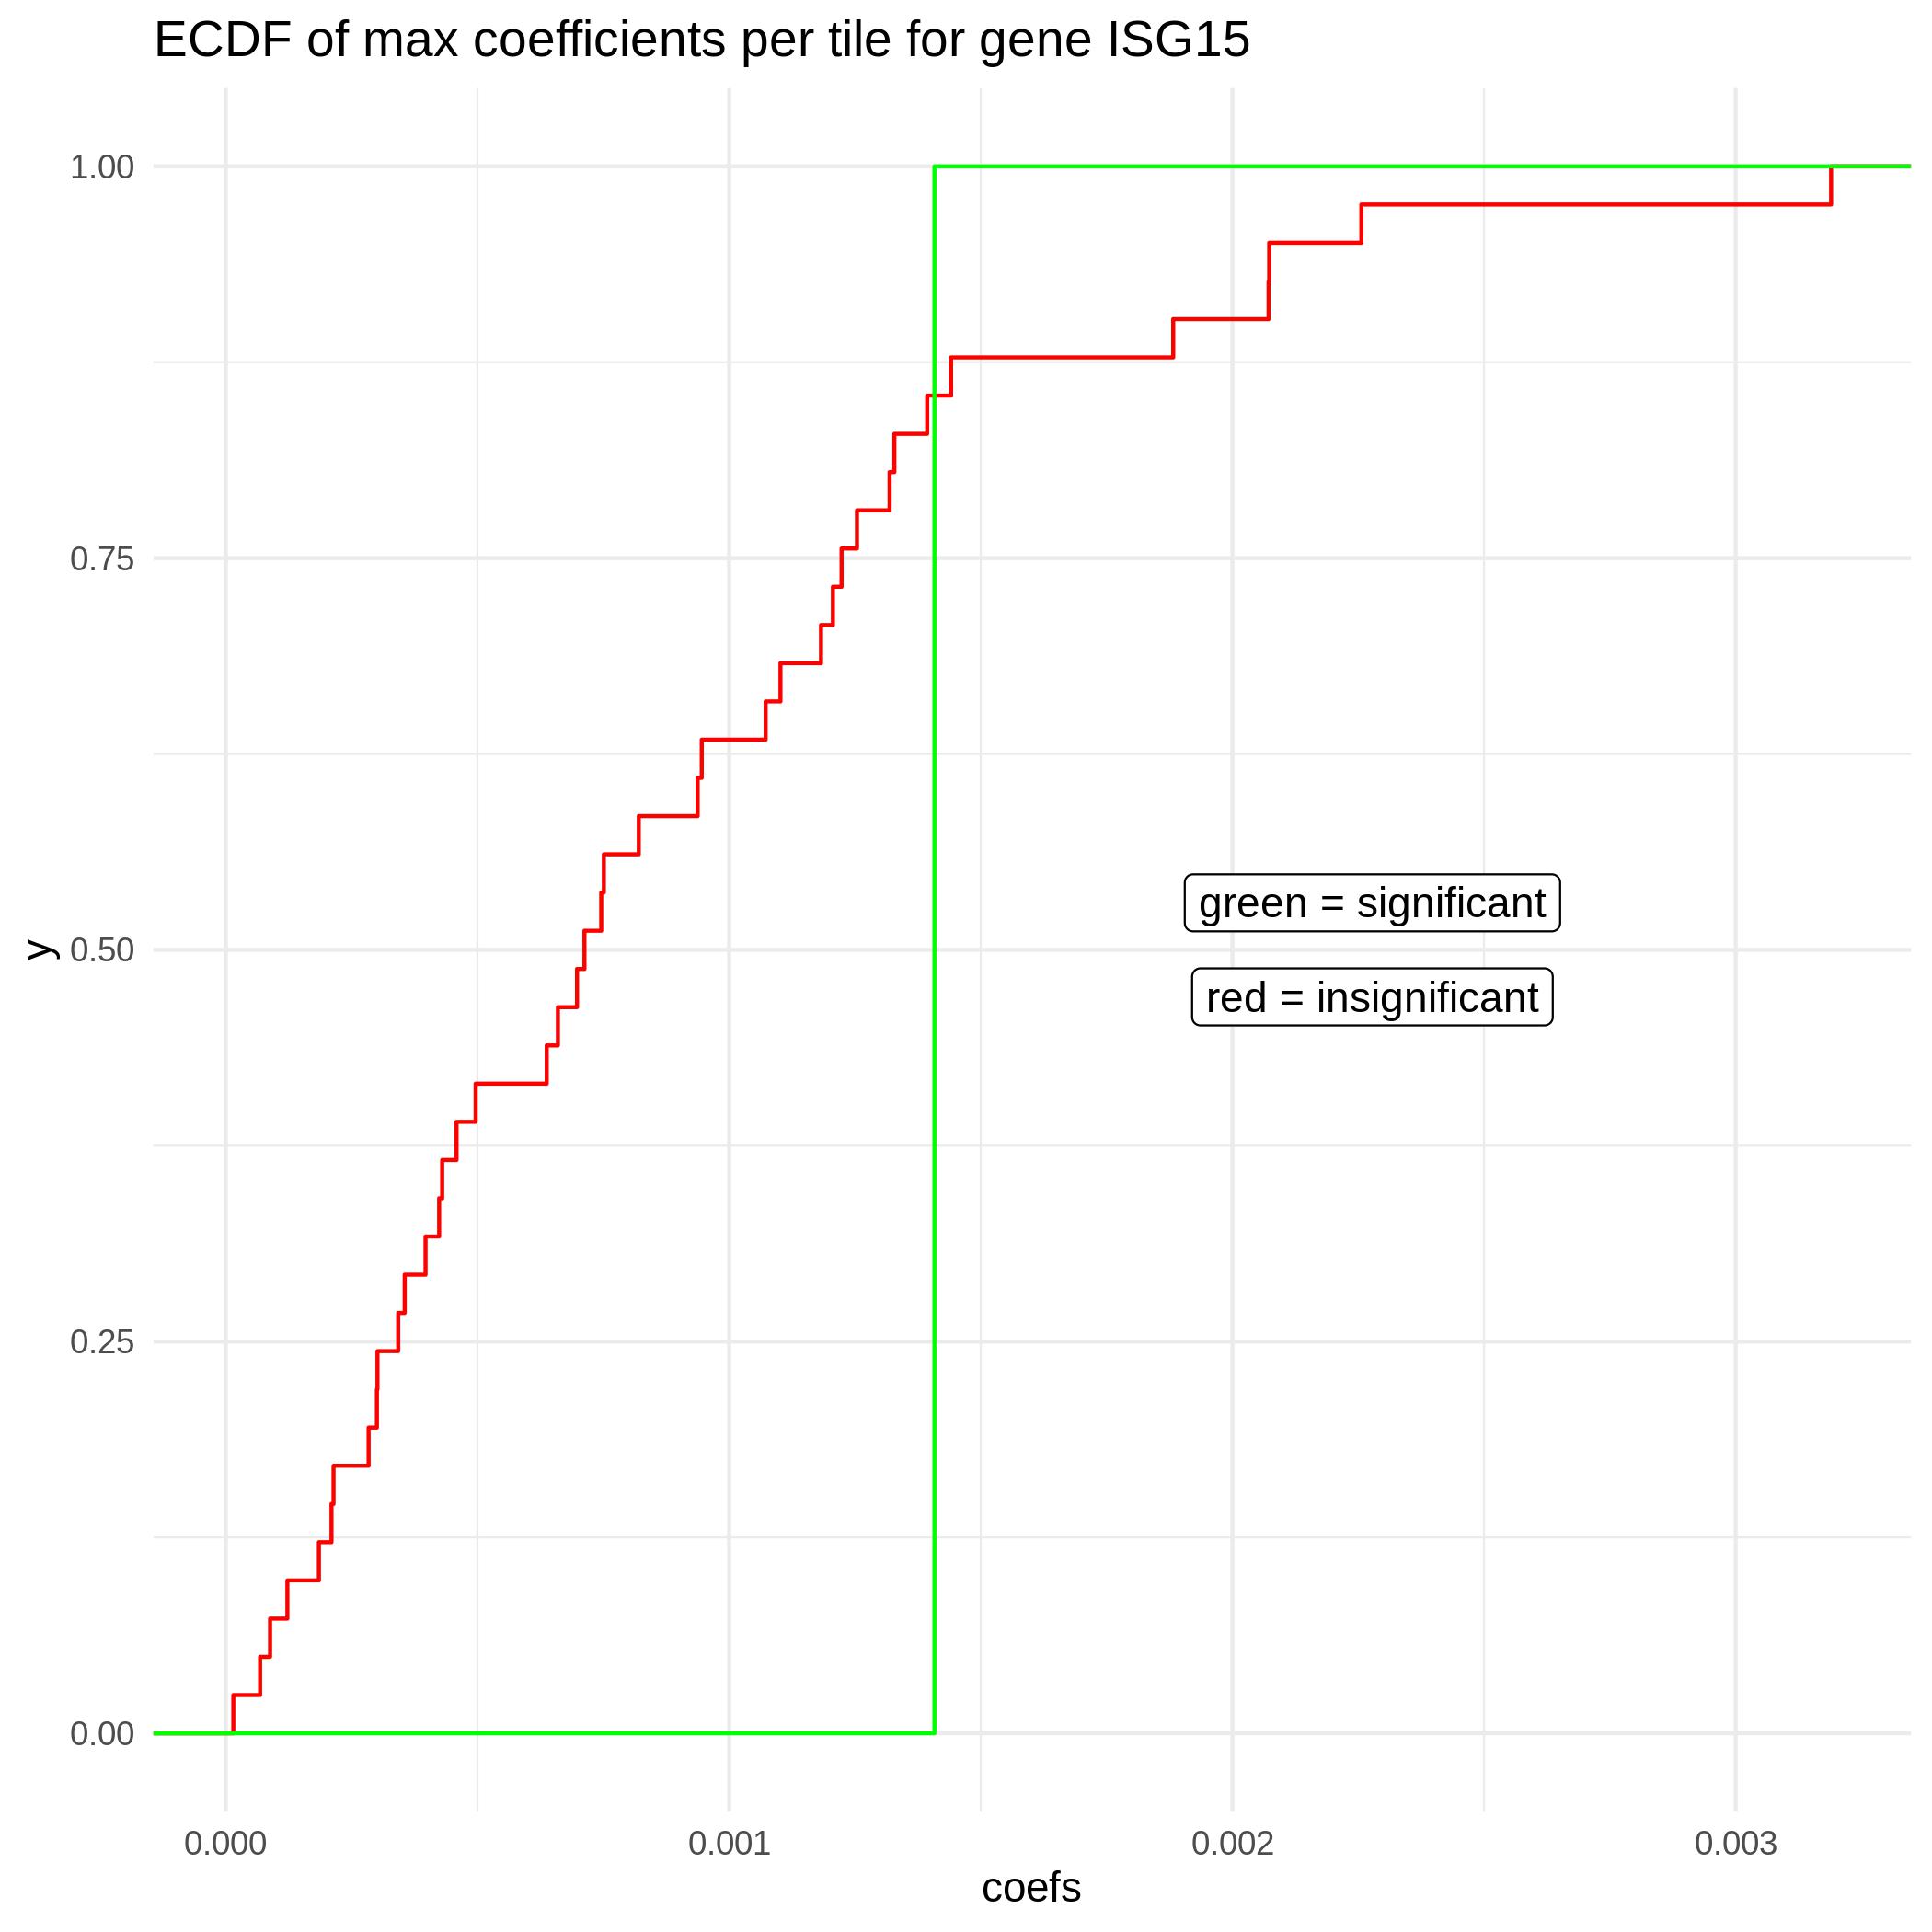 ECDF of max coefficients per tile for gene ISG15
1.00
0.75
0.50
0.25
0.00
y
green = significant
red = insignificant
0.000 0.001 0.002 0.003
coefs